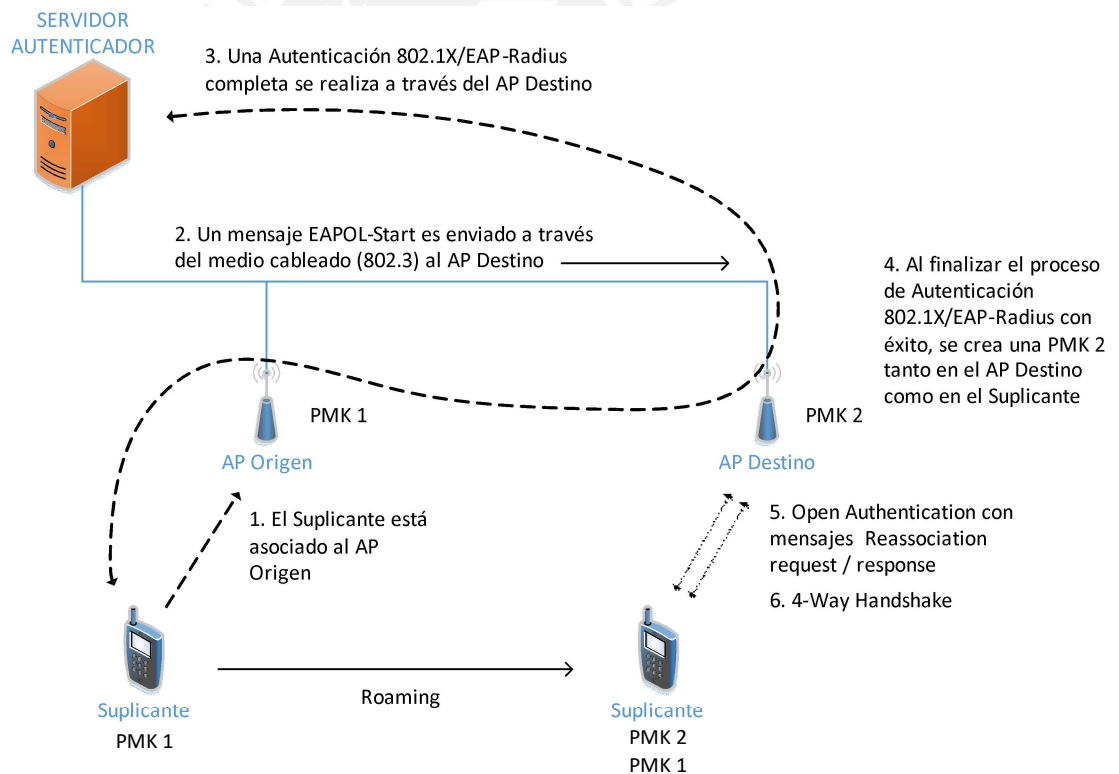 SERVIDOR
AUTENTICADOR
3. Una Autenticación 802.1X/EAP-Radius
completa se realiza a través del AP Destino
2. Un mensaje EAPOL-Start es enviado a través
del medio cableado (802.3) al AP Destino
4. Al finalizar el proceso
de Autenticación
802.1X/EAP-Radius con
éxito, se crea una PMK 2
tanto en el AP Destino
como en el Suplicante
PMK 1
AP Origen
PMK 2
AP Destino
1. El Suplicante está
asociado al AP
Origen
5. Open Authentication con
mensajes Reassociation
request / response
6. 4-Way Handshake
Roaming
Suplicante
PMK 1
Suplicante
PMK 2
PMK 1